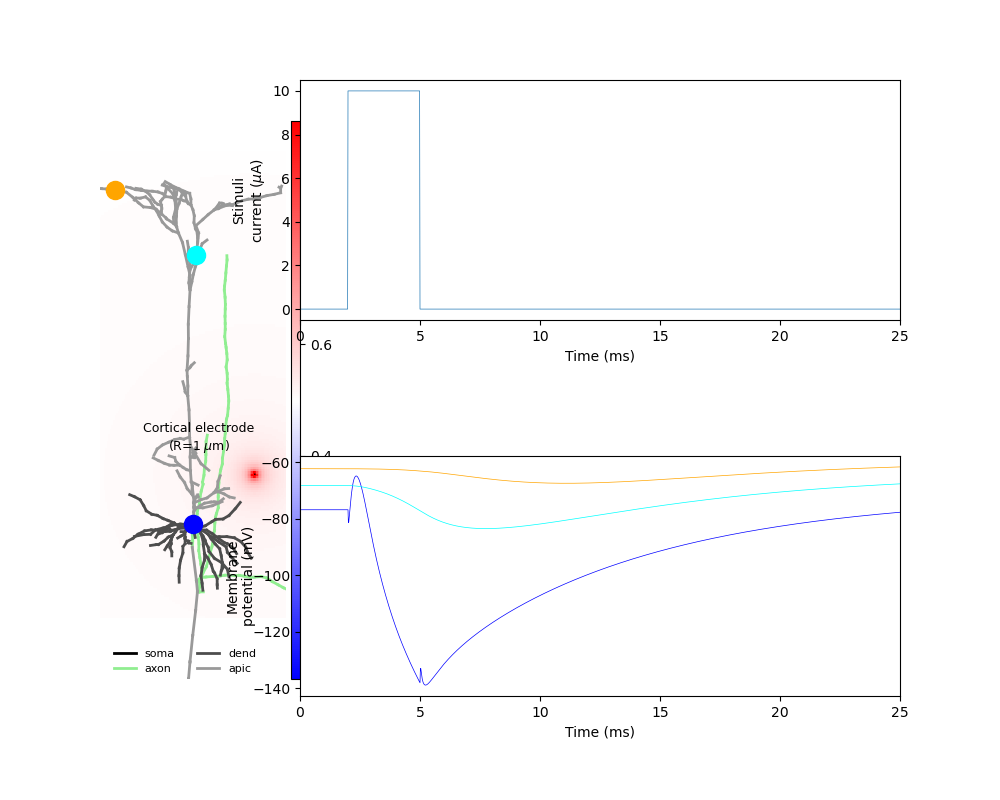 10
8
6
4
2
0
Stimuli
current (μA)
0 5 10 15 20 25
Time (ms)
0.6
Cortical electrode
(R=1 μm)
−60
−80
−100
−120
−140
Membrane
potential (mV)
soma dend
axon apic
0 5 10 15 20 25
Time (ms)